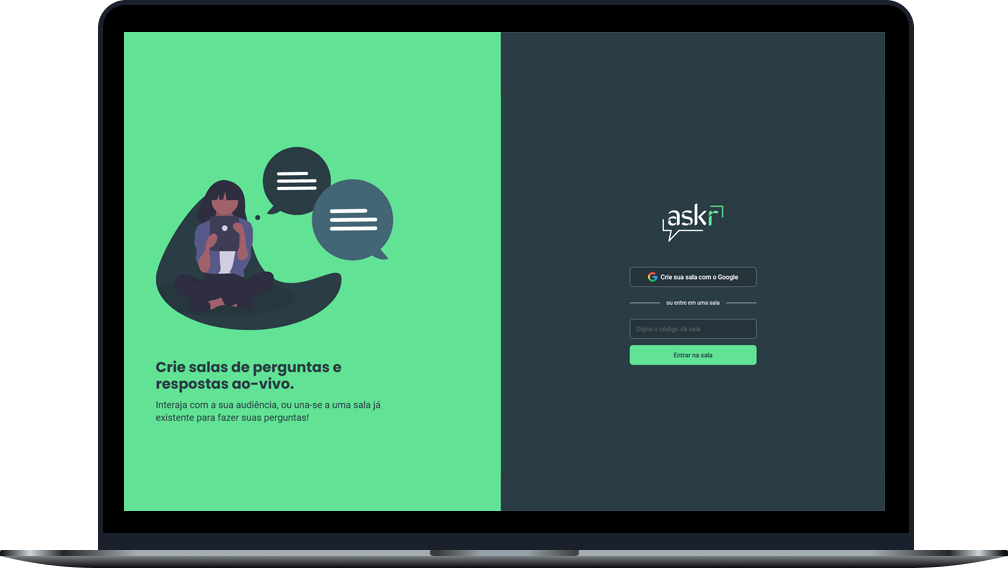 Crie salas de perguntas e
respostas ao-vivo.
Interaja com a sua audiência, ou una-se a uma sala já
existente para fazer suas perguntas!
askr
Crie sua sala com o Google
ou entre em uma sala
Digite o código da sala
Entrar na sala